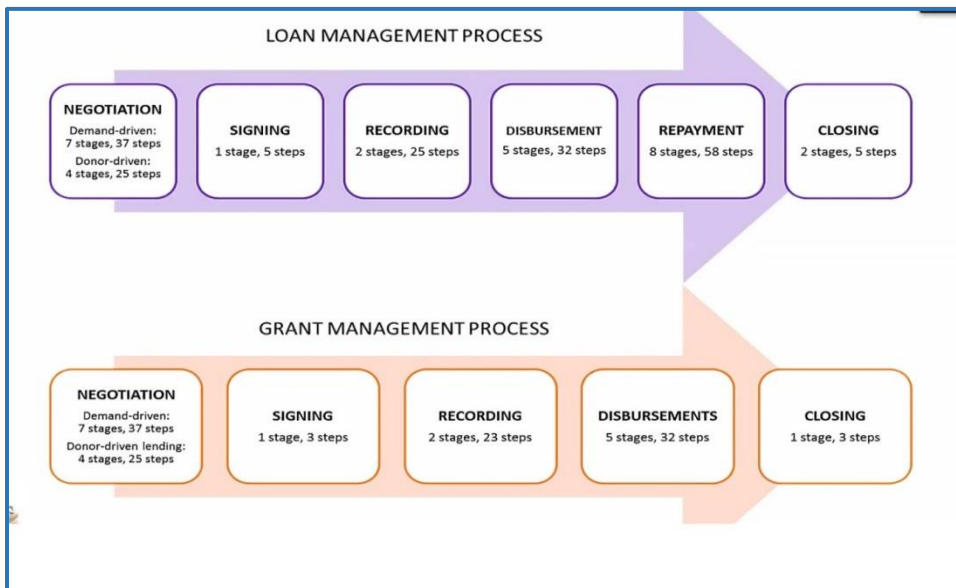 LOAN MANAGEMENT PROCESS
NEGOTIATION
Demand-driven:
7 stages, 37 steps
Donor-driven:
4 stages, 25 steps
SIGNING
1 stage, 5 steps
RECORDING
2 stages, 25 steps
DISBURSEMENT
5 stages, 32 steps
REPAYMENT
8 stages, 58 steps
CLOSING
2 stages, 5 steps
GRANT MANAGEMENT PROCESS
NEGOTIATION
Demand-driven:
7 stages, 37 steps
Donor-driven lending:
4 stages, 25 steps
SIGNING
1 stage, 3 steps
RECORDING
2 stages, 23 steps
DISBURSEMENTS
5 stages, 32 steps
CLOSING
1 stage, 3 steps